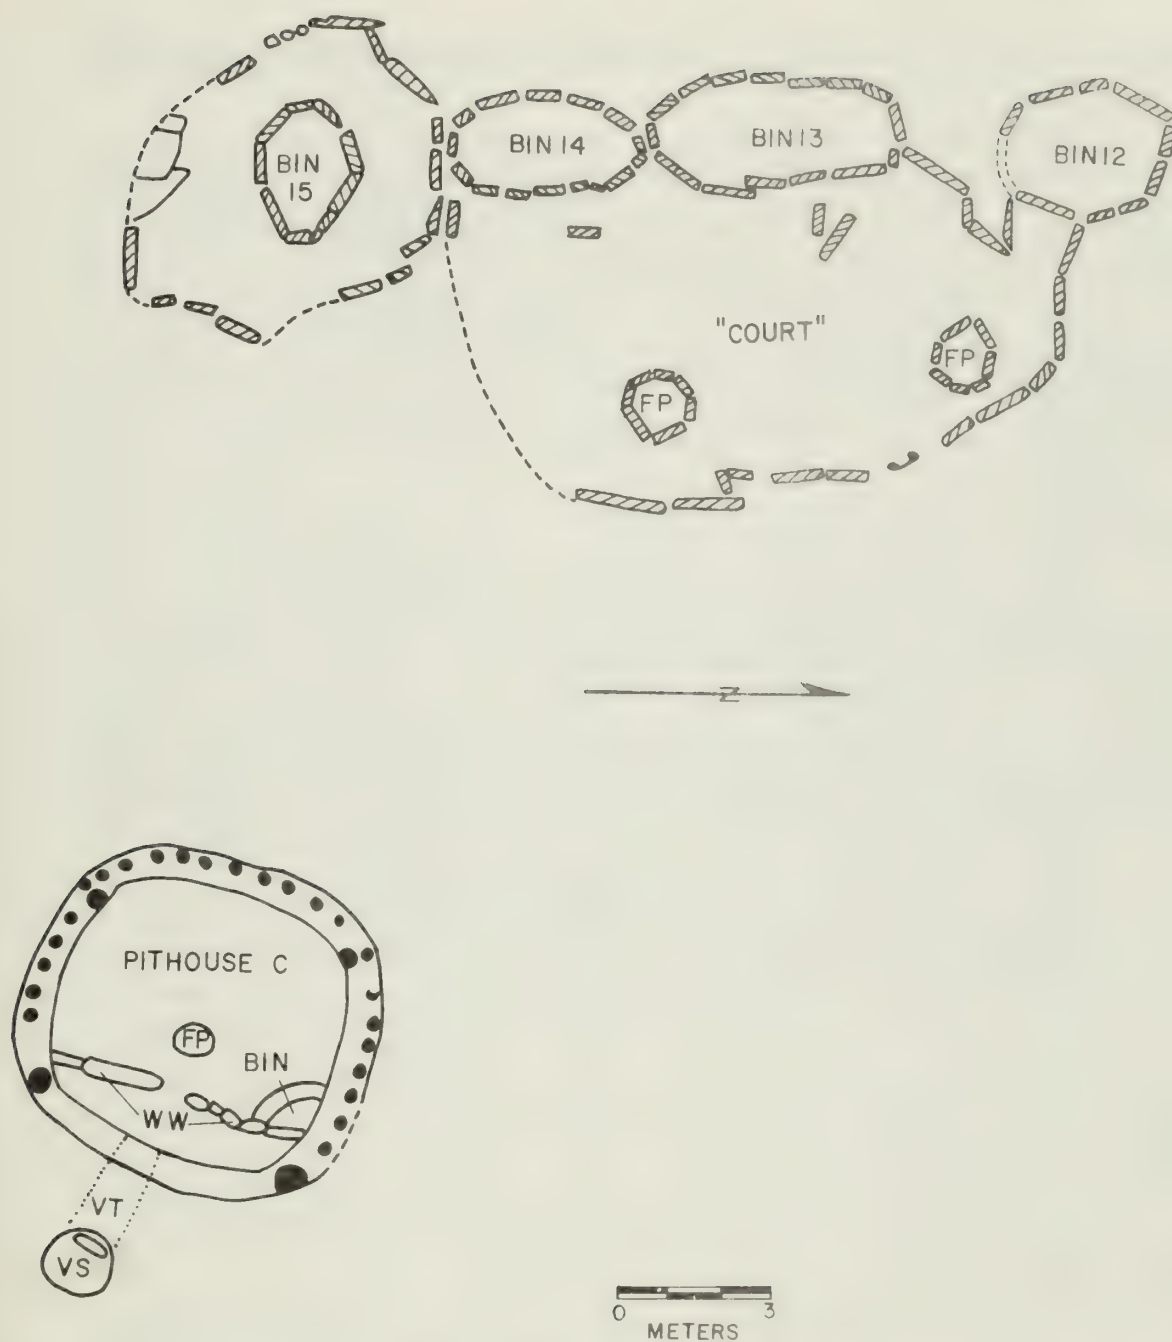 BIN
15
BIN 14
BIN 13
BIN 12
"COURT"
FP
FP
N
PITHOUSE C
FP
BIN
WW
VT
VS
0 3
METERS